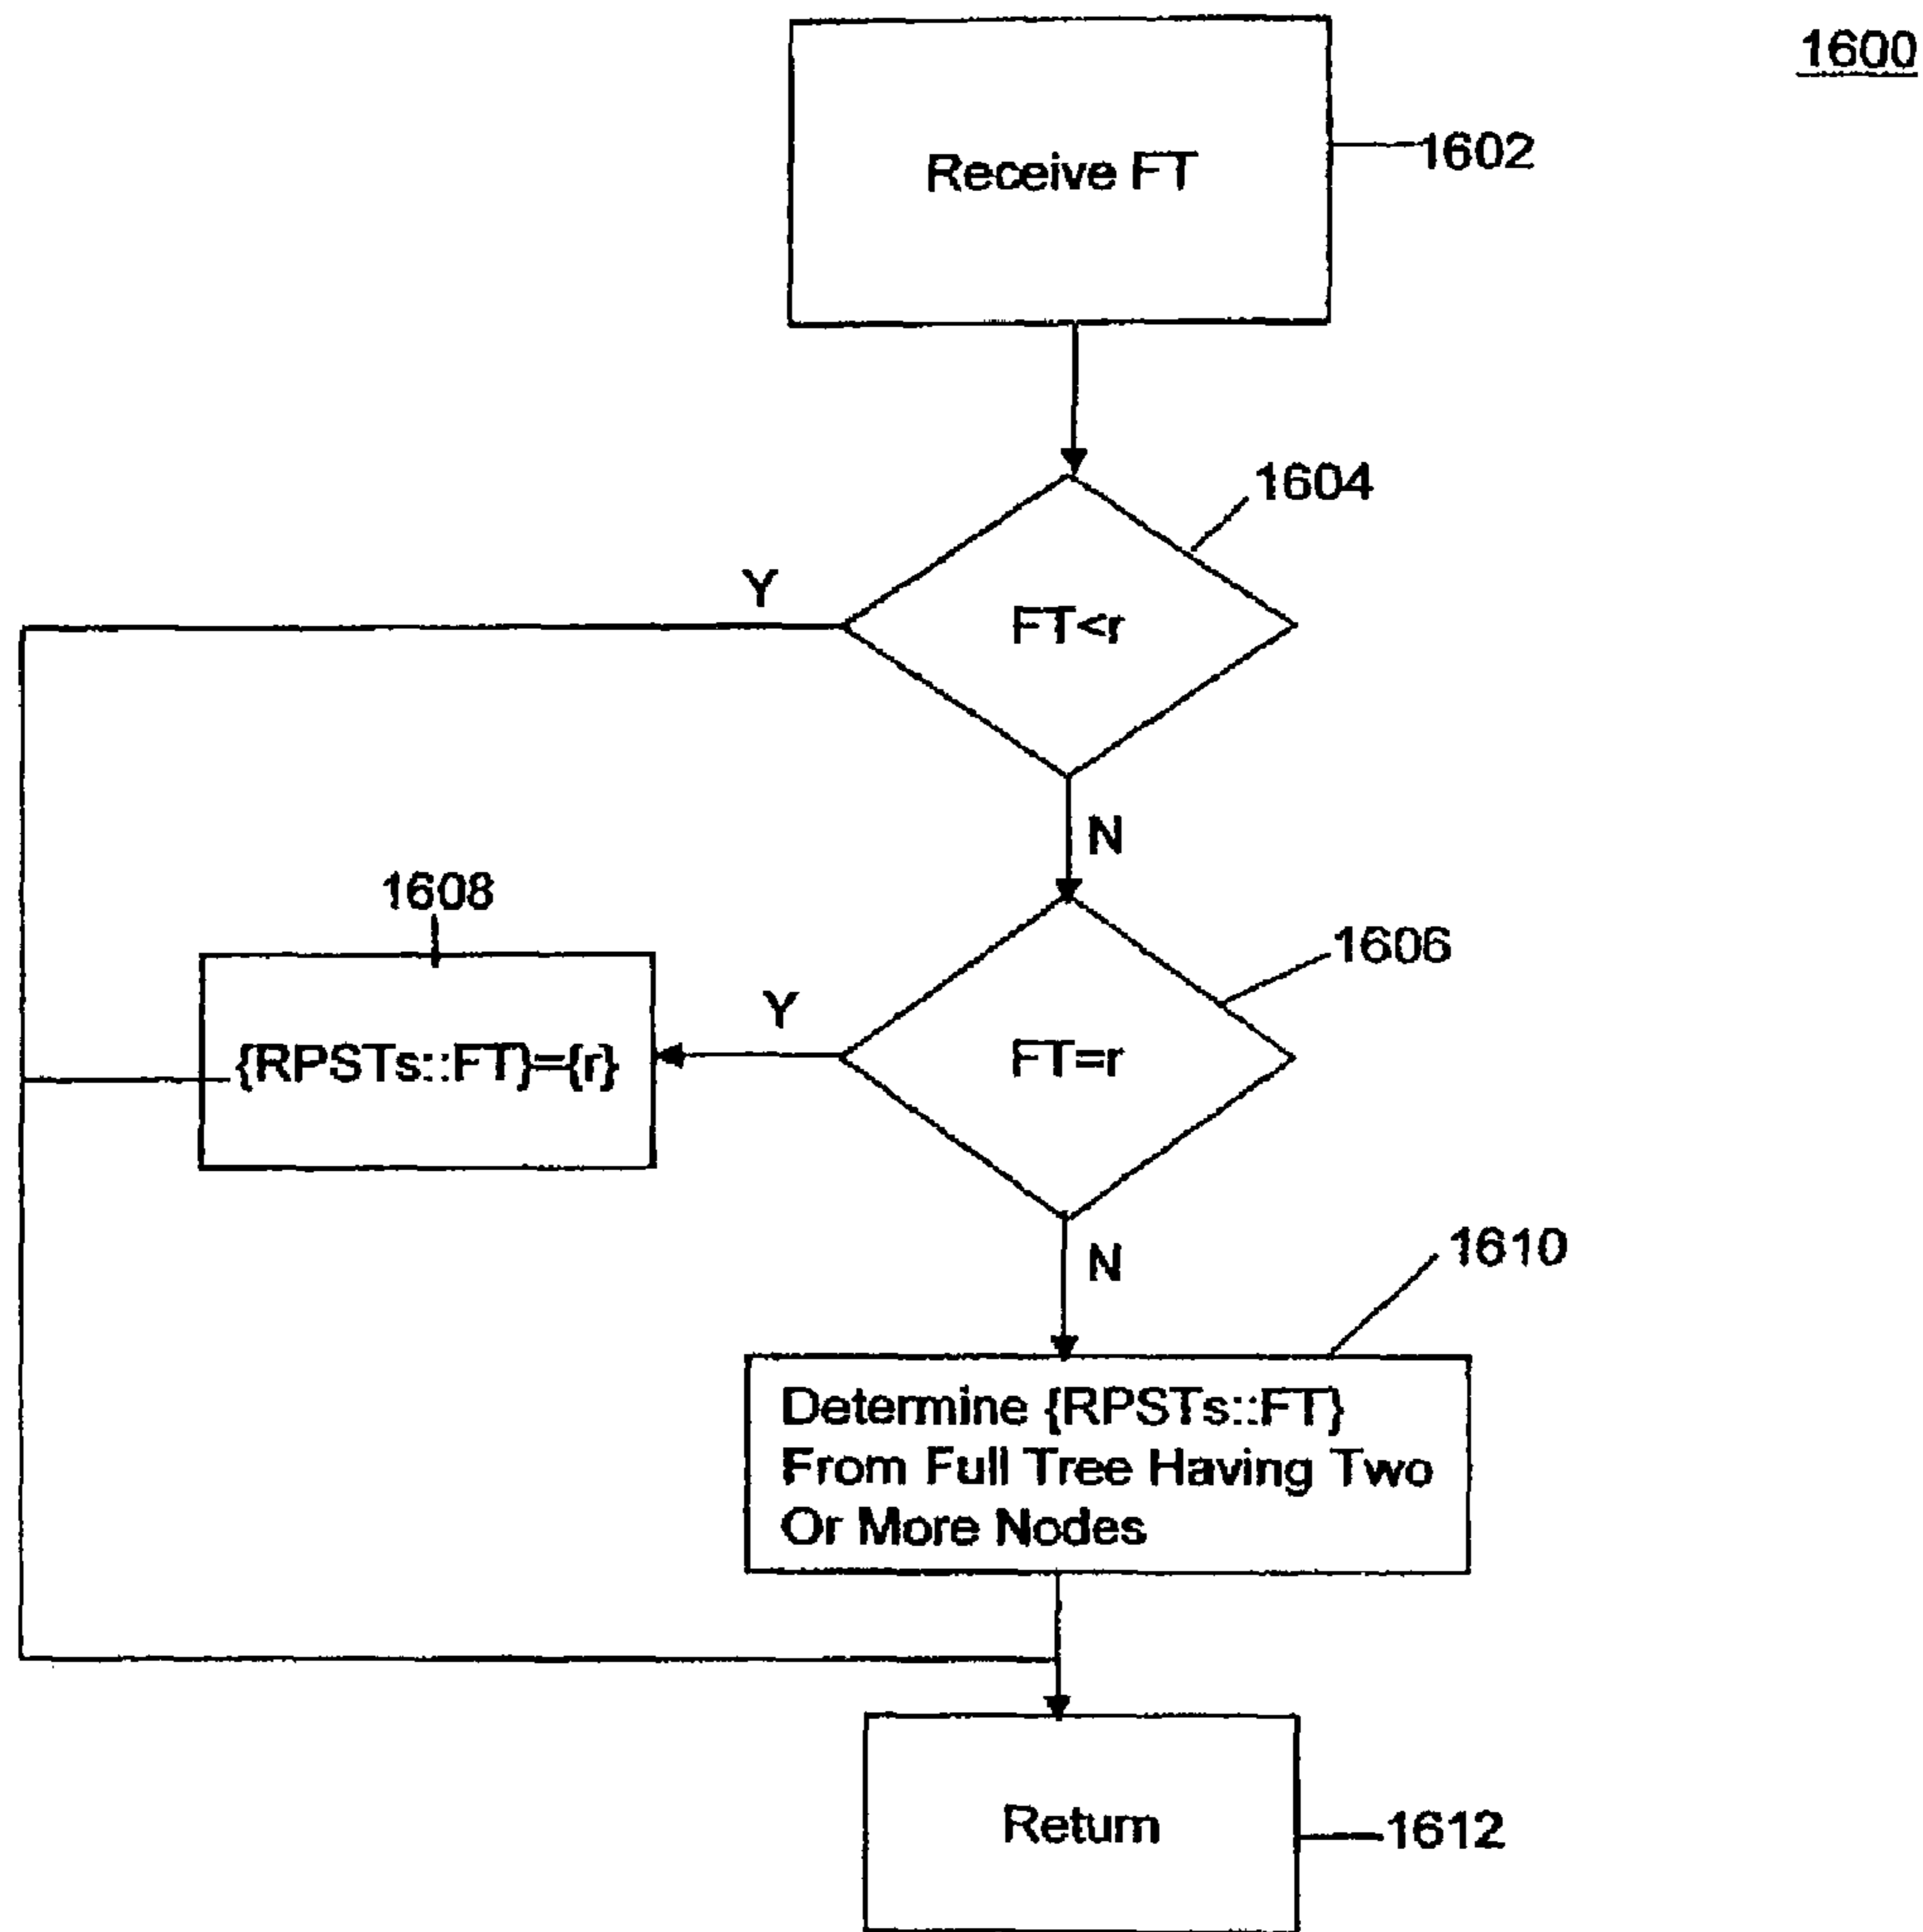 1600
Receive FT
1602
1604
Y
FT<r
N
1608
1606
Y
{RPSTs::FT}={r}
FT=r
N
1610
Determine {RPSTs::FT}
From Full Tree Having Two
Or More Nodes
Return
1612